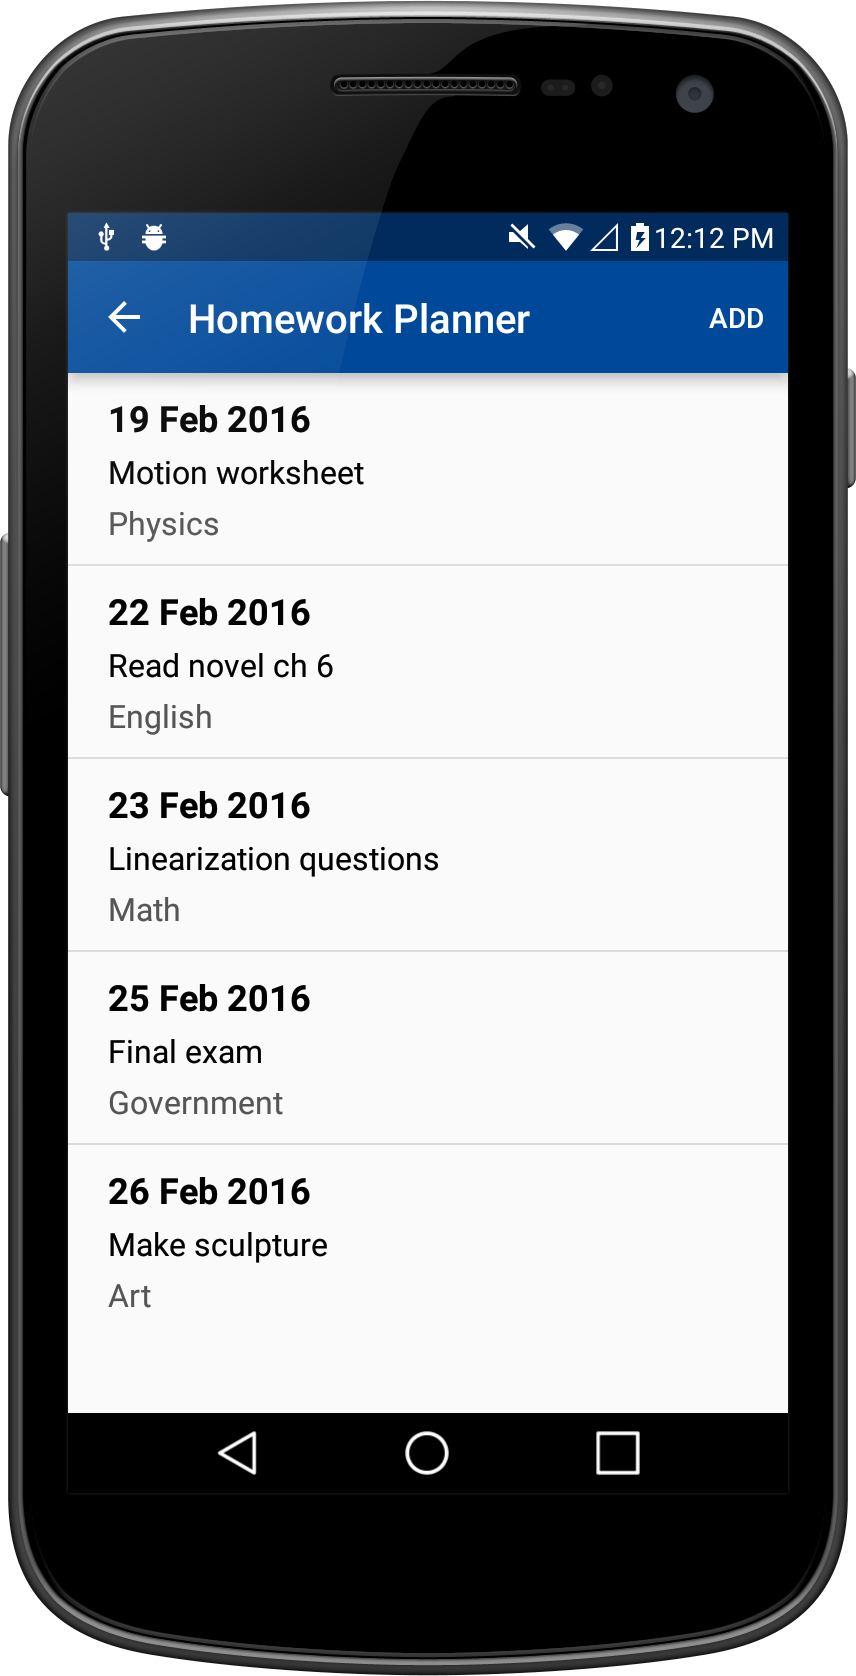 12:12 PM
Homework Planner ADD
19 Feb 2016
Motion worksheet
Physics
22 Feb 2016
Read novel ch 6
English
23 Feb 2016
Linearization questions
Math
25 Feb 2016
Final exam
Government
26 Feb 2016
Make sculpture
Art